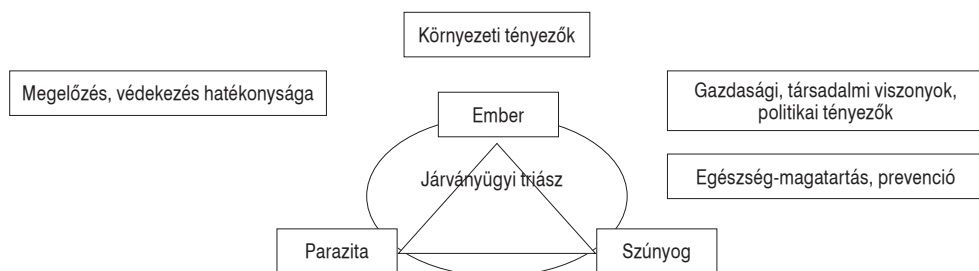 Környezeti tényezők
Megelőzés, védekezés hatékonysága
Gazdasági, társadalmi viszonyok,
politikai tényezők
Ember
Egészség-magatartás, prevenció
Járványügyi triász
Parazita
Szúnyog